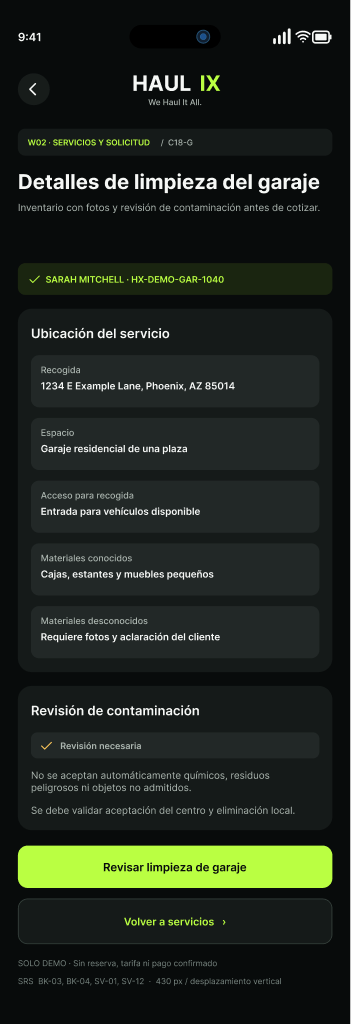 9:41
HAUL IX
We Haul It All.
W02 · SERVICIOS Y SOLICITUD / C18-G
Detalles de limpieza del garaje
Inventario con fotos y revisión de contaminación antes de cotizar.
SARAH MITCHELL · HX-DEMO-GAR-1040
Ubicación del servicio
Recogida
1234 E Example Lane, Phoenix, AZ 85014
Espacio
Garaje residencial de una plaza
Acceso para recogida
Entrada para vehículos disponible
Materiales conocidos
Cajas, estantes y muebles pequeños
Materiales desconocidos
Requiere fotos y aclaración del cliente
Revisión de contaminación
Revisión necesaria
No se aceptan automáticamente químicos, residuos
peligrosos ni objetos no admitidos.
Se debe validar aceptación del centro y eliminación local.
Revisar limpieza de garaje
Volver a servicios ›
SOLO DEMO · Sin reserva, tarifa ni pago confirmado
SRS BK-03, BK-04, SV-01, SV-12 · 430 px / desplazamiento vertical